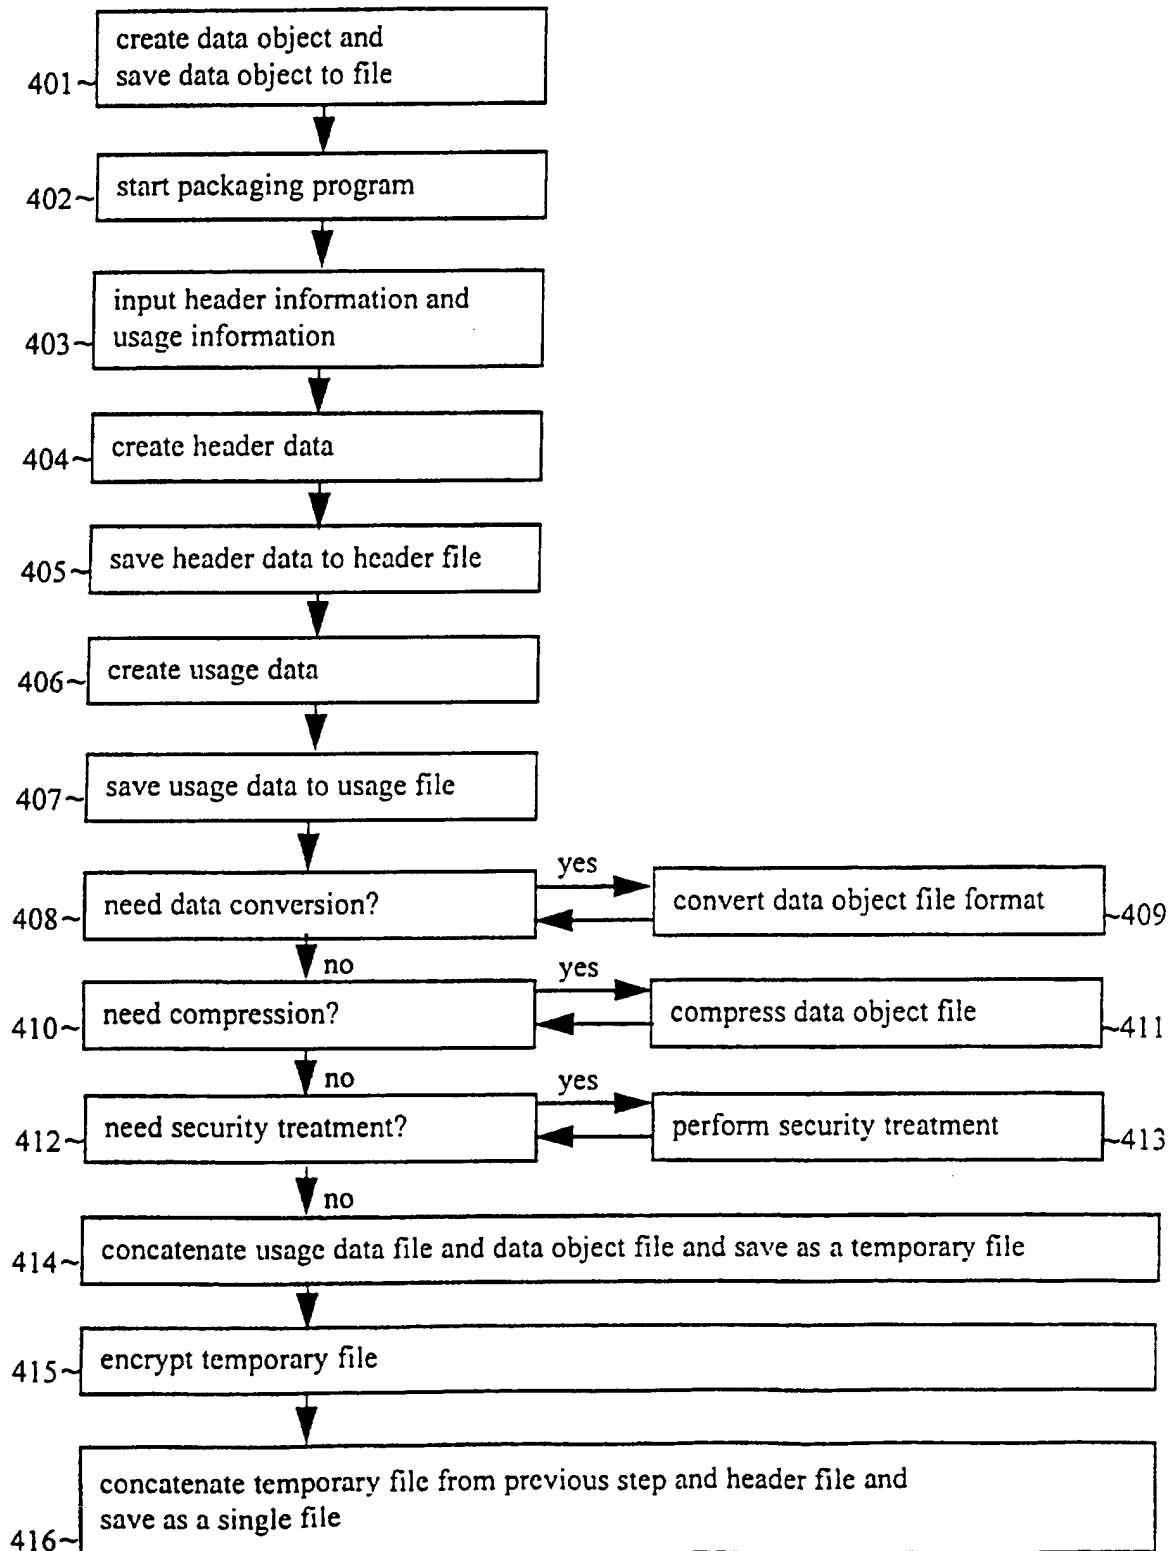 create data object and
save data object to file
401~
start packaging program
402~
input header information and
usage information
403~
create header data
404~
save header data to header file
405~
create usage data
406~
save usage data to usage file
407~
yes
need data conversion?
convert data object file format
408~
~409
no
yes
need compression?
compress data object file
410~
~411
no
yes
need security treatment?
perform security treatment
412~
~413
no
concatenate usage data file and data object file and save as a temporary file
414~
encrypt temporary file
415~
concatenate temporary file from previous step and header file and
save as a single file
416~